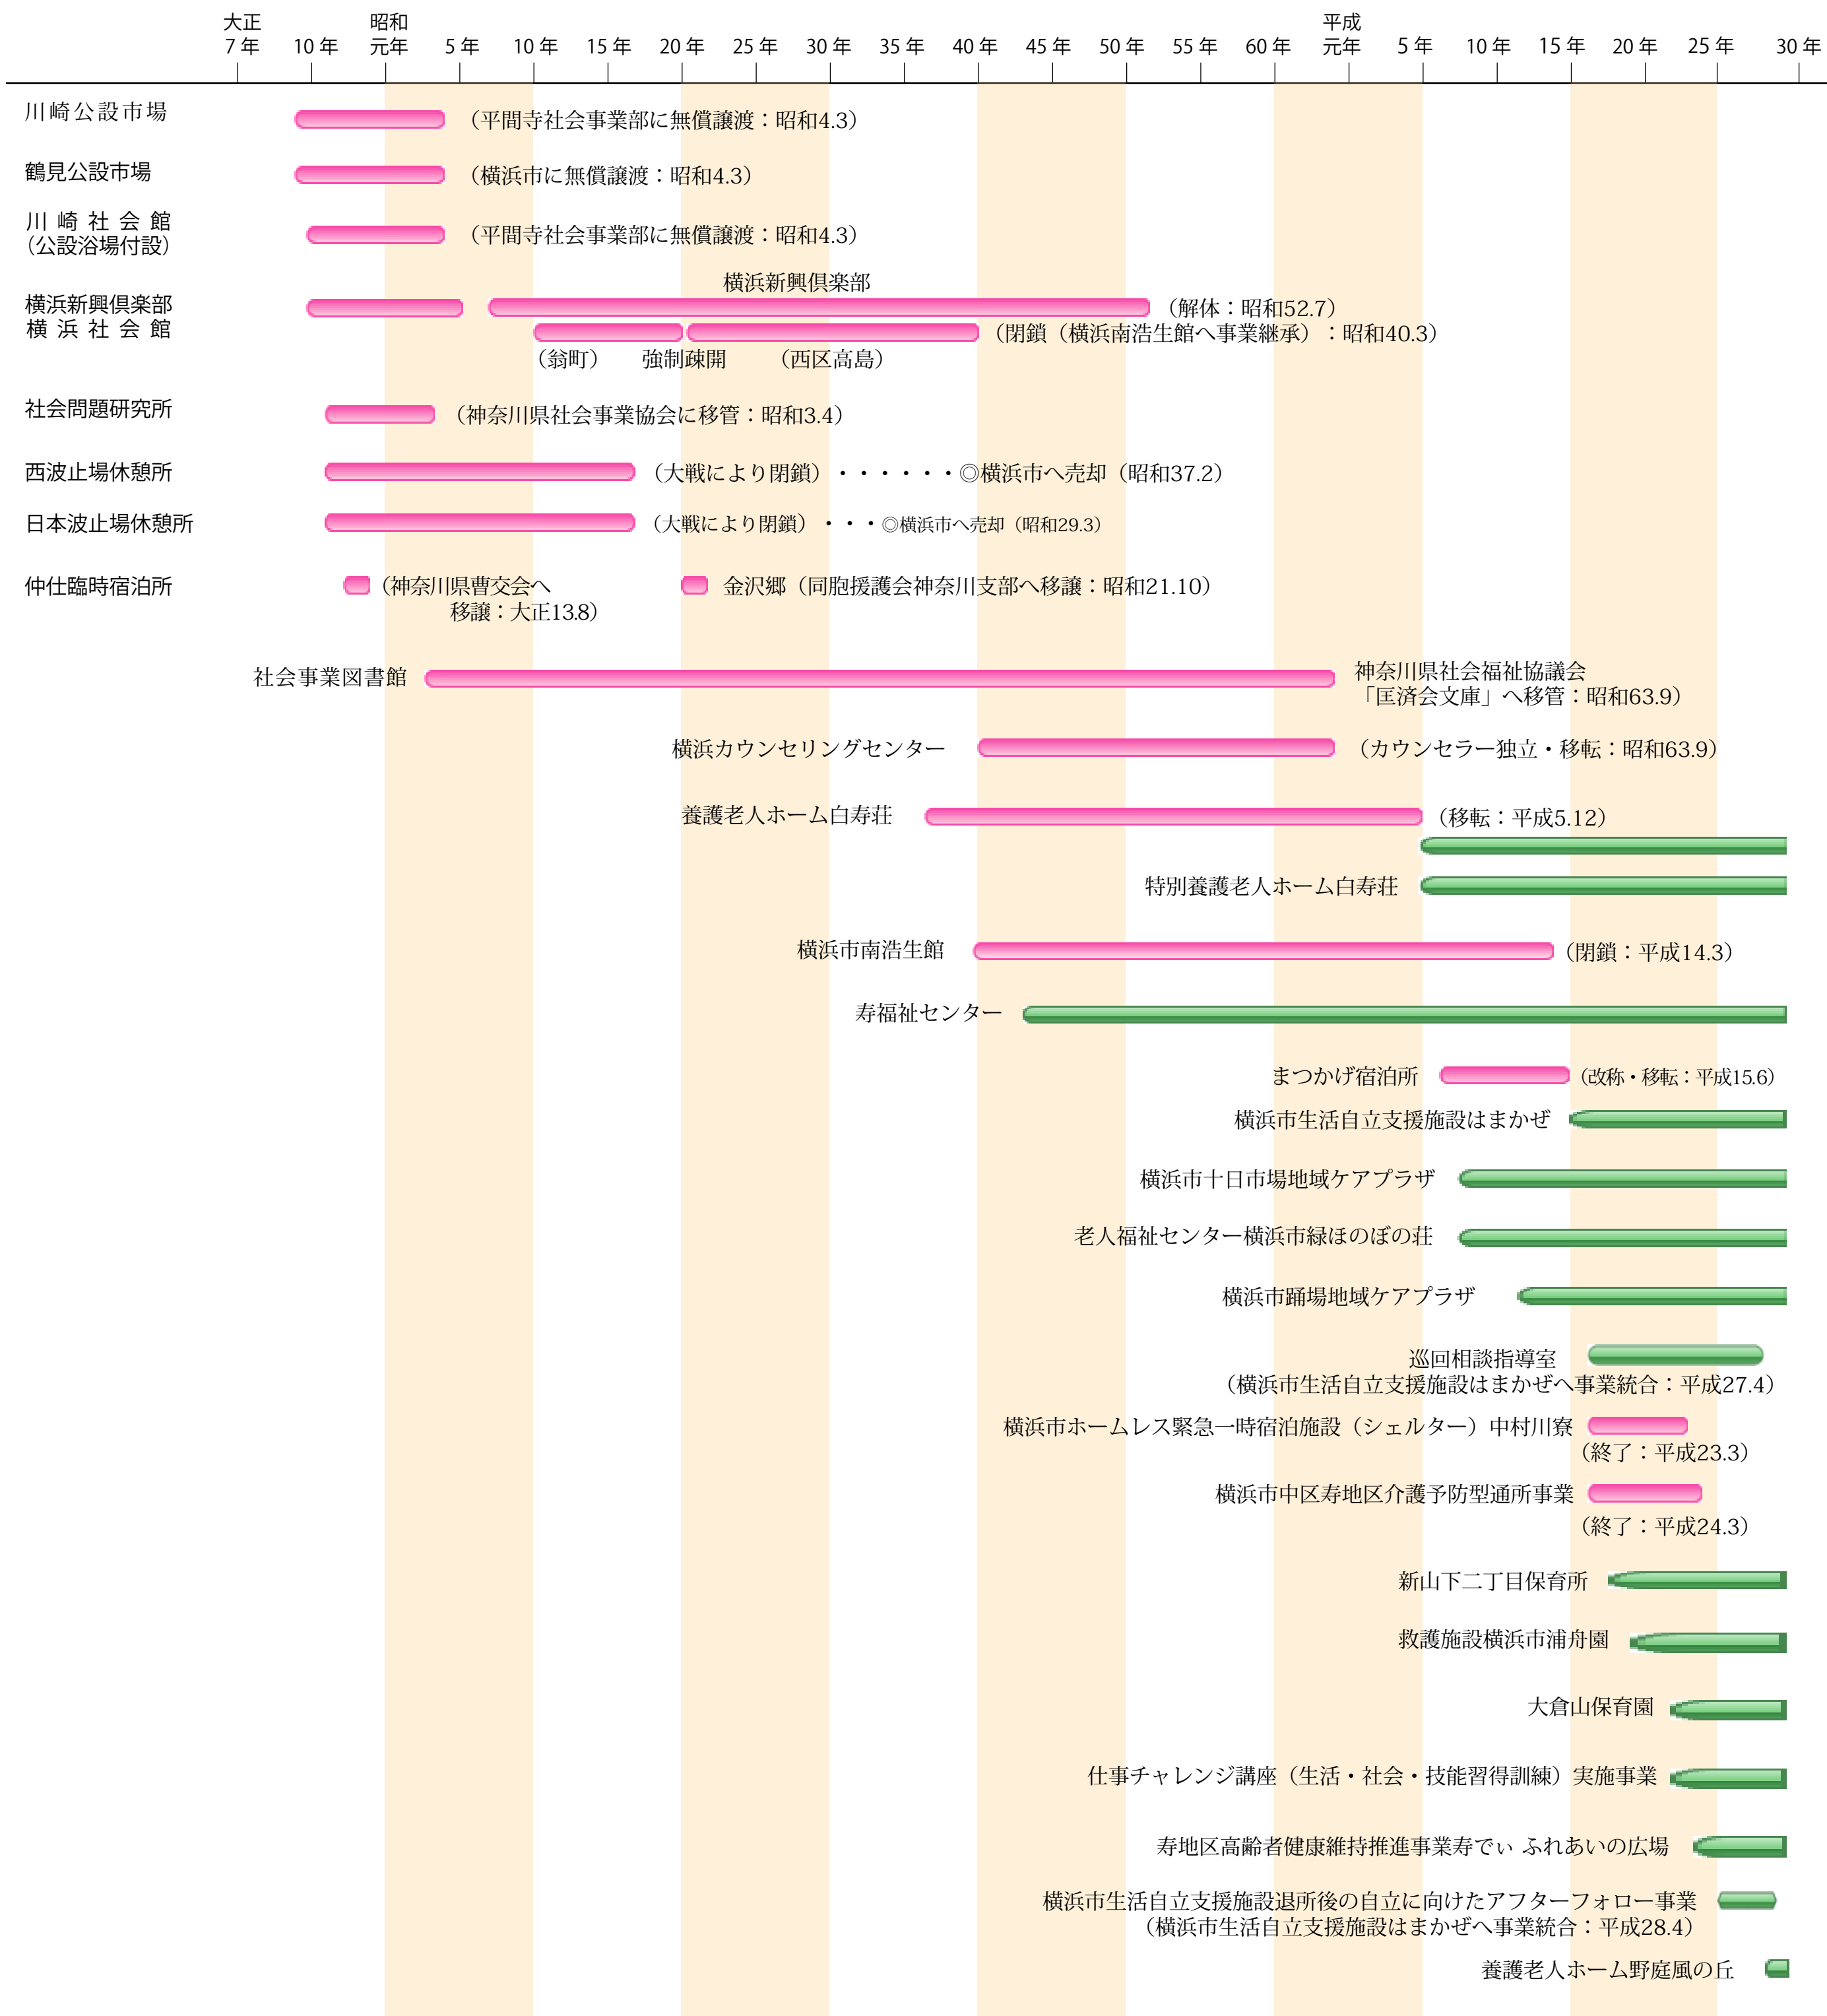 大正 昭和 平成
7 年 10 年 元年 5 年 10 年 15 年 20 年 25 年 30 年 35 年 40 年 45 年 50 年 55 年 60 年 元年 5 年 10 年 15 年 20 年 25 年 30 年
川崎公設市場 （平間寺社会事業部に無償譲渡：昭和4.3）
鶴見公設市場 （横浜市に無償譲渡：昭和4.3）
川崎社会館 （平間寺社会事業部に無償譲渡：昭和4.3）
（公設浴場付設）
横浜新興倶楽部
横浜新興倶楽部 （解体：昭和52.7）
横浜社会館 （閉鎖（横浜南浩生館へ事業継承）：昭和40.3）
（翁町） 強制疎開 （西区高島）
社会問題研究所 （神奈川県社会事業協会に移管：昭和3.4）
西波止場休憩所 （大戦により閉鎖）・・・・・・◎横浜市へ売却（昭和37.2）
日本波止場休憩所 （大戦により閉鎖）・・・◎横浜市へ売却（昭和29.3）
仲仕臨時宿泊所 （神奈川県曹交会へ 金沢郷（同胞援護会神奈川支部へ移譲：昭和21.10）
移譲：大正13.8）
社会事業図書館 神奈川県社会福祉協議会
「匡済会文庫」へ移管：昭和63.9）
横浜カウンセリングセンター （カウンセラー独立・移転：昭和63.9）
養護老人ホーム白寿荘 （移転：平成5.12）
特別養護老人ホーム白寿荘
横浜市南浩生館 （閉鎖：平成14.3）
寿福祉センター
まつかげ宿泊所 （改称・移転：平成15.6）
横浜市生活自立支援施設はまかぜ
横浜市十日市場地域ケアプラザ
老人福祉センター横浜市緑ほのぼの荘
横浜市踊場地域ケアプラザ
巡回相談指導室
（横浜市生活自立支援施設はまかぜへ事業統合：平成27.4）
横浜市ホームレス緊急一時宿泊施設（シェルター）中村川寮
（終了：平成23.3）
横浜市中区寿地区介護予防型通所事業
（終了：平成24.3）
新山下二丁目保育所
救護施設横浜市浦舟園
大倉山保育園
仕事チャレンジ講座（生活・社会・技能習得訓練）実施事業
寿地区高齢者健康維持推進事業寿でぃ ふれあいの広場
横浜市生活自立支援施設退所後の自立に向けたアフターフォロー事業
（横浜市生活自立支援施設はまかぜへ事業統合：平成28.4）
養護老人ホーム野庭風の丘